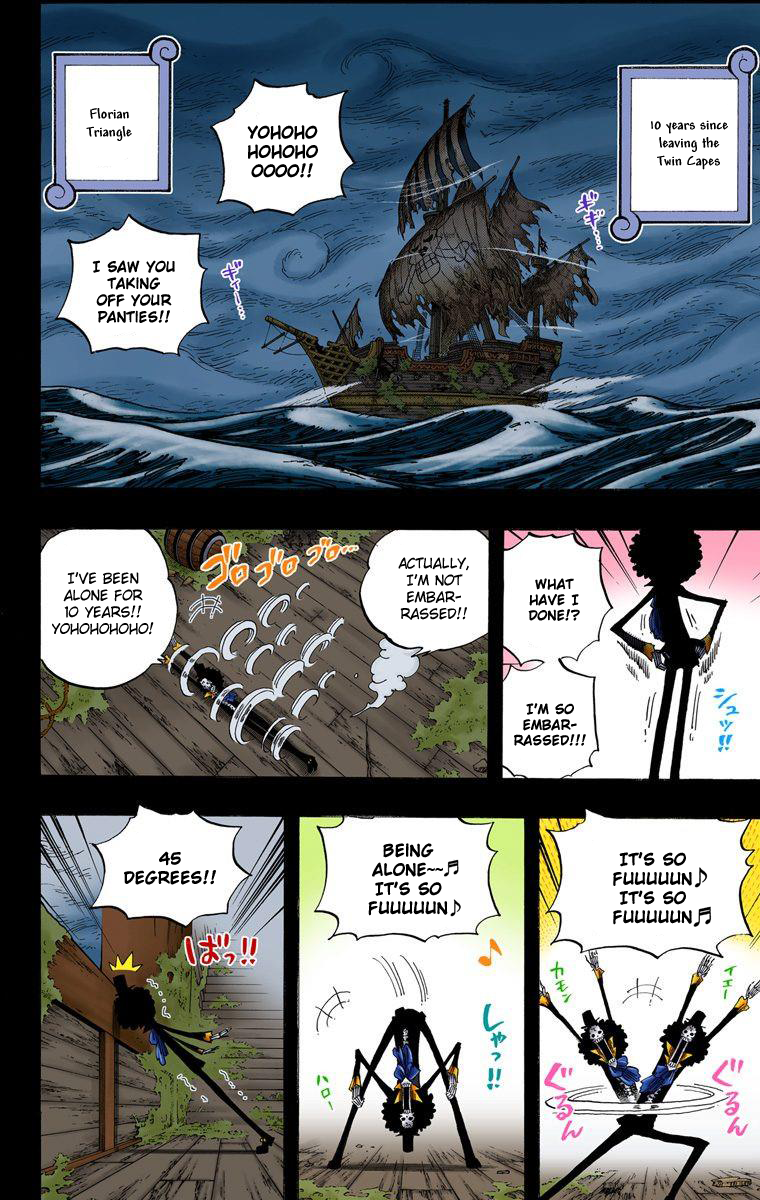 10 years since
leaving the
Twin Capes
Florian
Triangle
YOHOHO
HOHOHO
OOOO!!
ギギ……
I SAW YOU
TAKING
OFF YOUR
PANTIES!!
ギィー…
WHAT
HAVE I
DONE!?
I'M SO
EMBAR-
RASSED!!!
シュッ!!
ACTUALLY,
I'M NOT
EMBAR-
RASSED!!
ゴロゴロゴロ…
I'VE BEEN
ALONE FOR
10 YEARS!!
YOHOHOHOHO!
IT'S SO
FUUUUUN♪
IT'S SO
FUUUUUN♬
イエー
カモン
ぐるん
ぐるん
BEING
ALONE~~♬
IT'S SO
FUUUUUN♪
♪
しゃっ!!
ハロー
45
DEGREES!!
ばっ!!